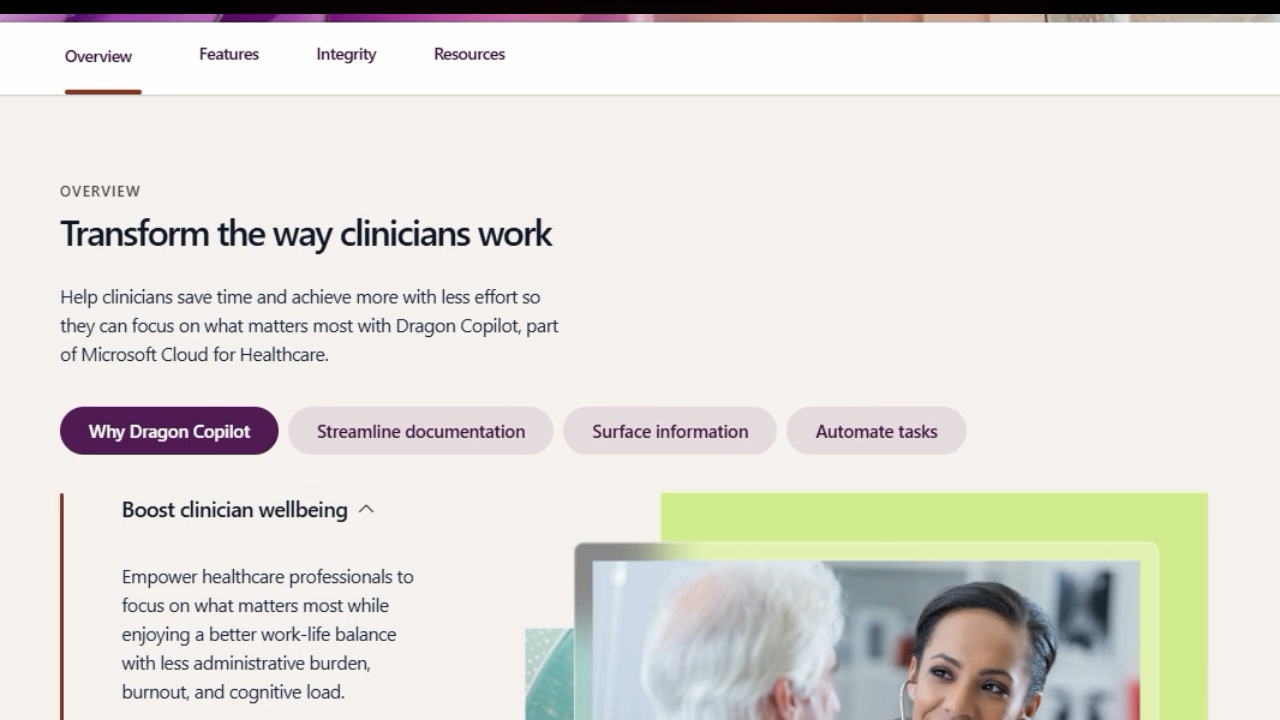 Overview
Features
Integrity
Resources
OVERVIEW
Transform the way clinicians work
Help clinicians save time and achieve more with less effort so
they can focus on what matters most with Dragon Copilot, part
of Microsoft Cloud for Healthcare.
Why Dragon Copilot
Streamline documentation
Surface information
Automate tasks
Boost clinician wellbeing
Empower healthcare professionals to
focus on what matters most while
enjoying a better work-life balance
with less administrative burden,
burnout, and cognitive load.